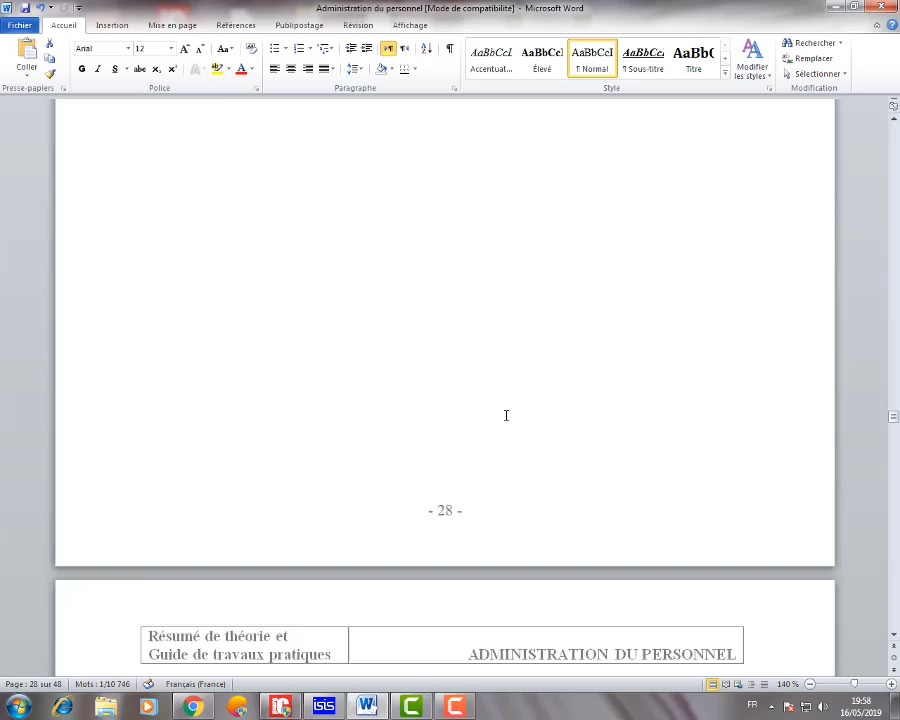 Administration du personnel [Mode de compatibilité] - Microsoft Word
Fichier Accueil Insertion Mise en page Références Publipostage Révision Affichage
Arial 12
AaBbCcI AaBbCcI AaBbCcI AaBbCcI AaBbC
Rechercher
Remplacer
Sélectionner
Coller
Accentuat... Élevé ¶ Normal ¶ Sous-titre Titre
Modifier
les styles
Presse-papiers Police Paragraphe Style Modification
- 28 -
Résumé de théorie et
Guide de travaux pratiques
ADMINISTRATION DU PERSONNEL
Page : 28 sur 48 Mots : 1/10 746 Français (France) 140 %
ISIS
FR
19:58
16/05/2019